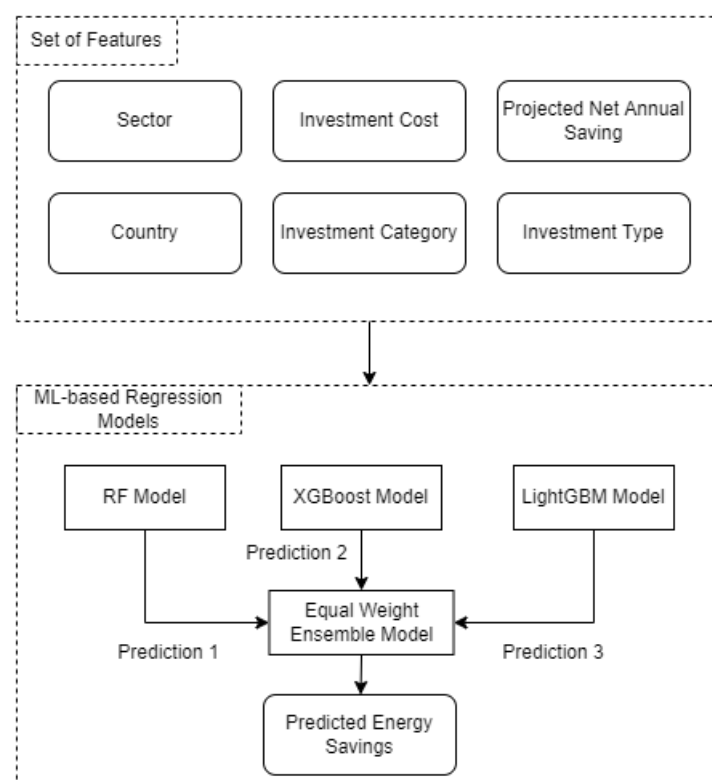 Set of Features
Sector
Investment Cost
Projected Net Annual
Saving
Country
Investment Category
Investment Type
ML-based Regression
Models
RF Model
XGBoost Model
LightGBM Model
Prediction 2
Equal Weight
Ensemble Model
Prediction 1
Prediction 3
Predicted Energy
Savings